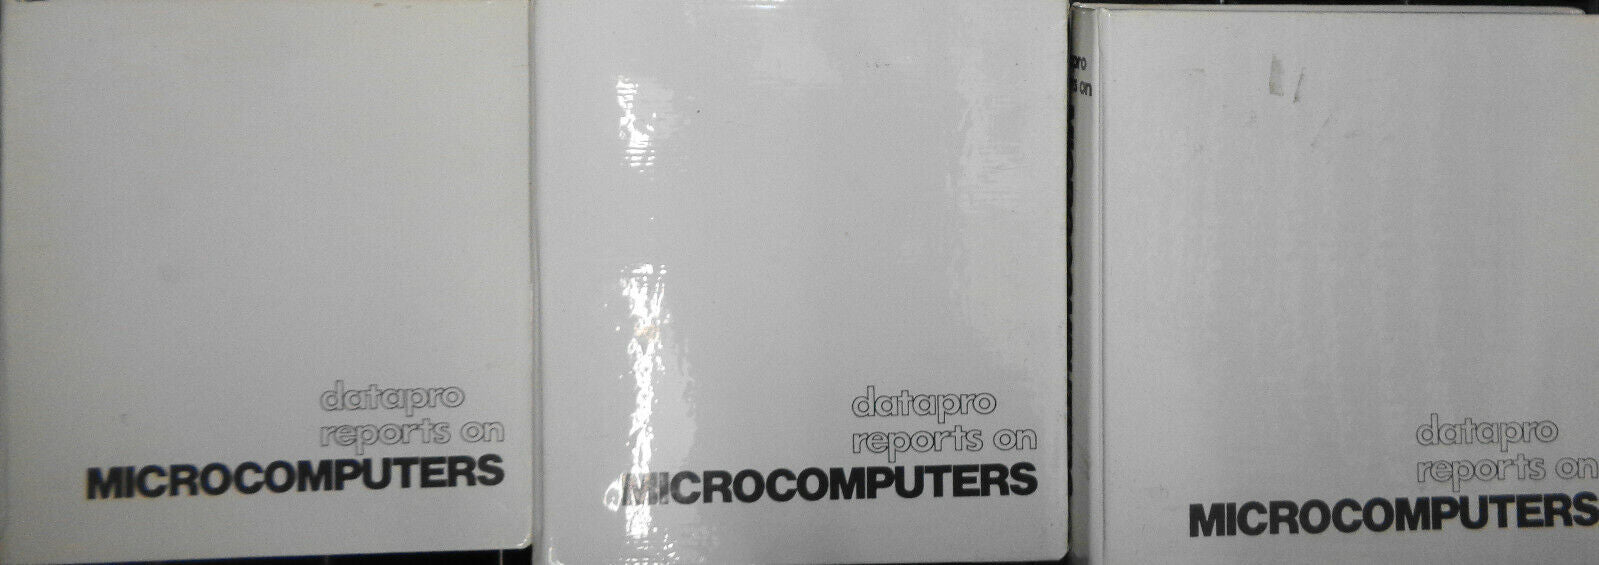 datapro
reports on
MICROCOMPUTERS
datapro
reports on
MICROCOMPUTERS
datapro
reports on
MICROCOMPUTERS